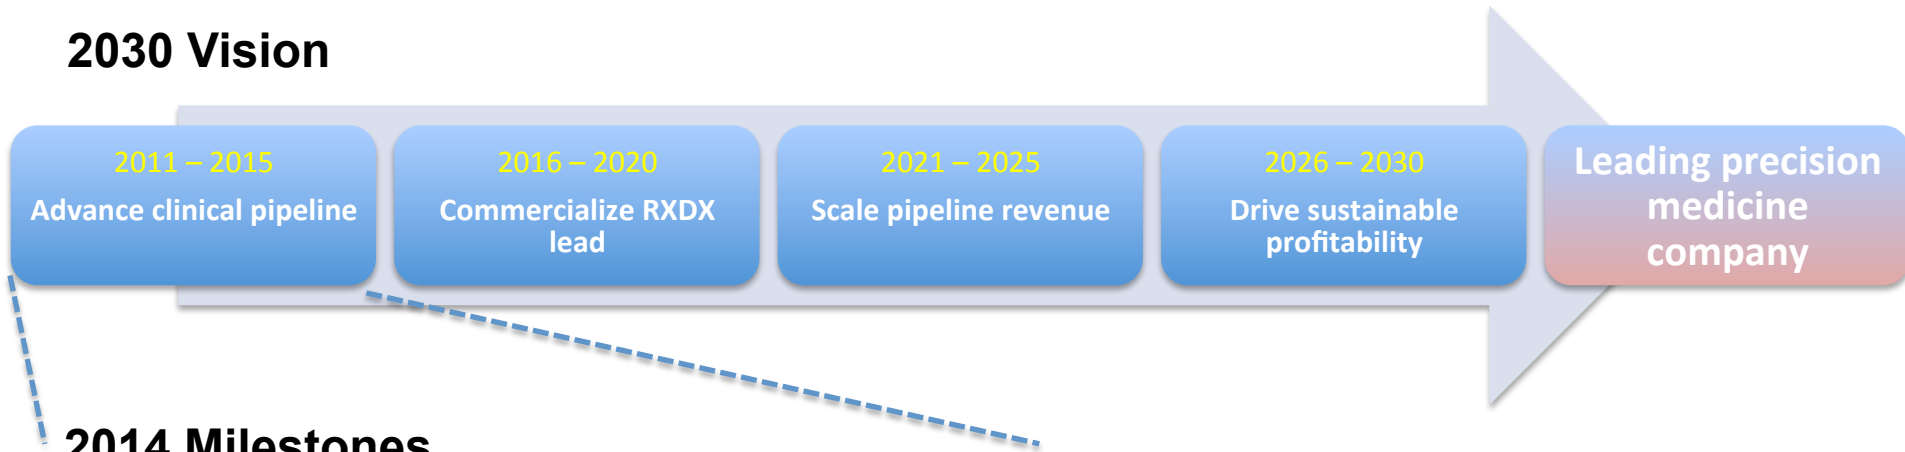 2030 Vision
2011 – 2015
Advance clinical pipeline
2016 – 2020
Commercialize RXDX
lead
2021 – 2025
Scale pipeline revenue
2026 – 2030
Drive sustainable
profitability
Leading precision
medicine
company
2014 Milestones